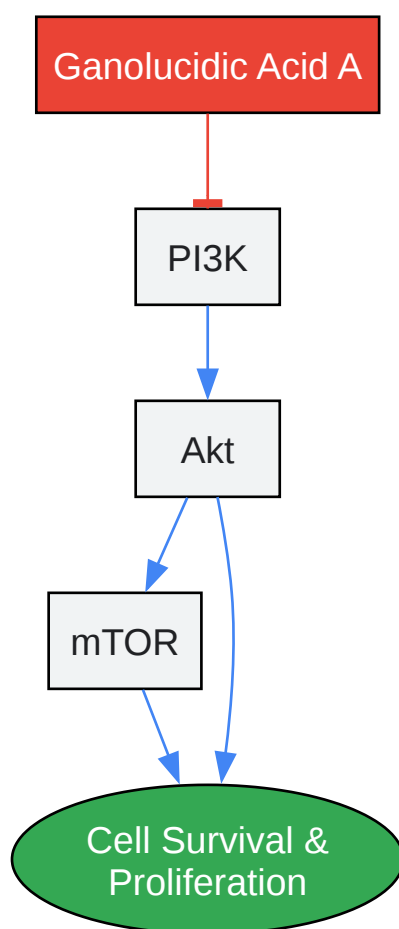 Ganolucidic Acid A
PI3K
Akt
mTOR
Cell Survival &
Proliferation